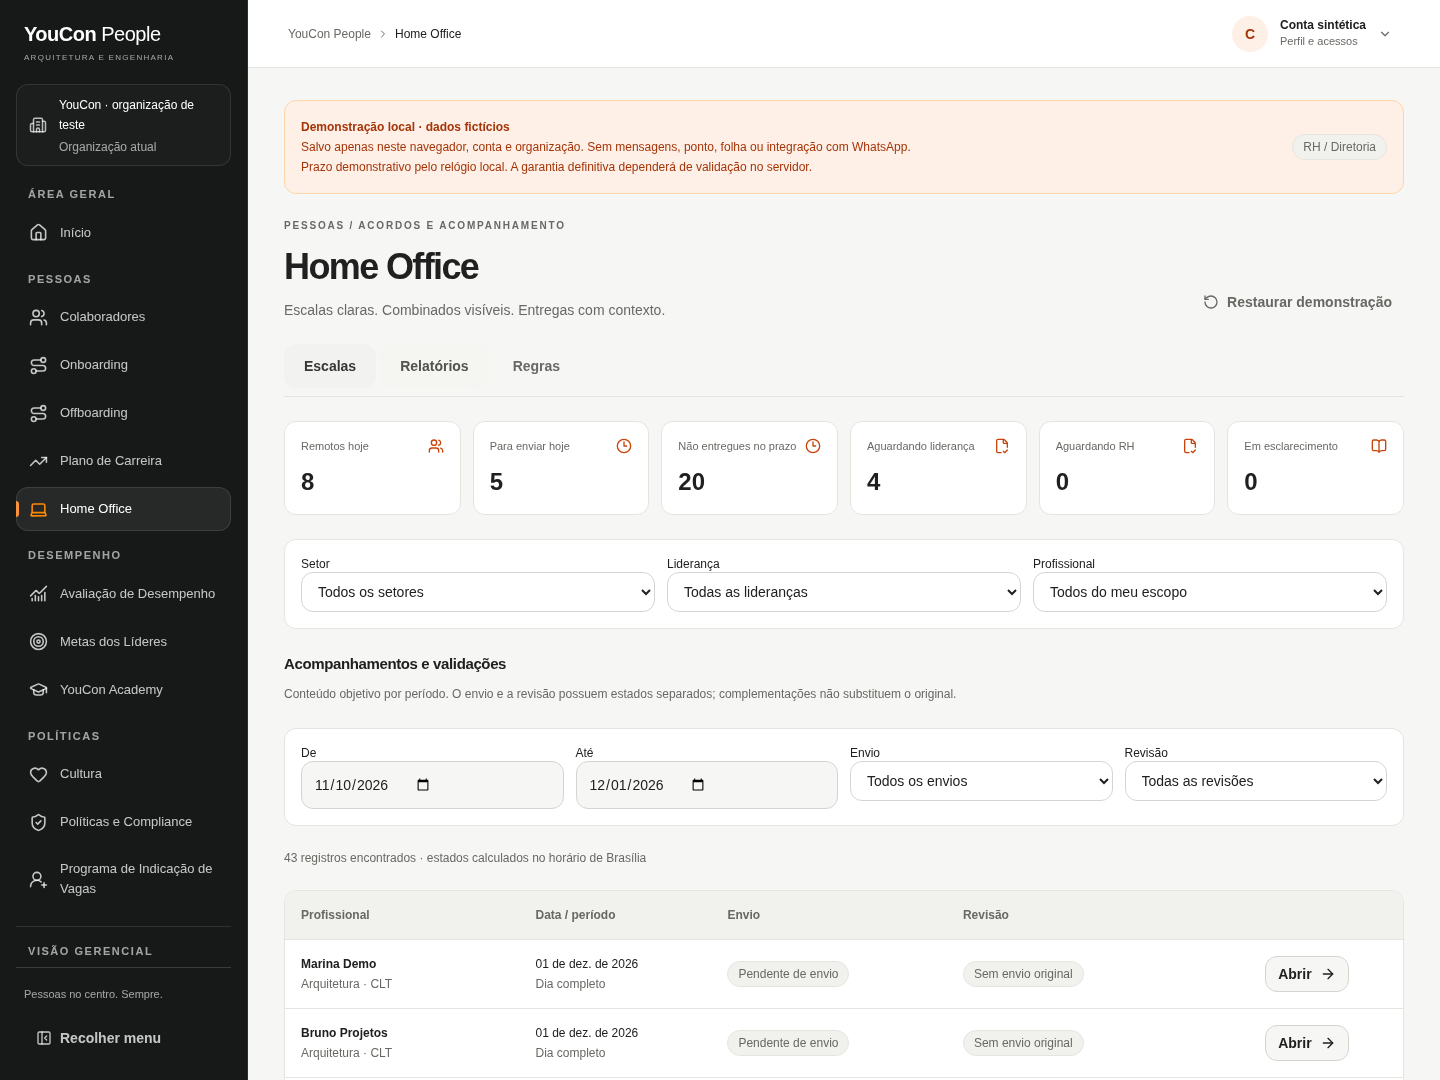 YouCon People
ARQUITETURA E ENGENHARIA
YouCon · organização de
teste
Organização atual
ÁREA GERAL
Início
PESSOAS
Colaboradores
Onboarding
Offboarding
Plano de Carreira
Home Office
DESEMPENHO
Avaliação de Desempenho
Metas dos Líderes
YouCon Academy
POLÍTICAS
Cultura
Políticas e Compliance
Programa de Indicação de
Vagas
VISÃO GERENCIAL
Pessoas no centro. Sempre.
Recolher menu
YouCon People > Home Office
C
Conta sintética
Perfil e acessos
Demonstração local · dados fictícios
Salvo apenas neste navegador, conta e organização. Sem mensagens, ponto, folha ou integração com WhatsApp.
Prazo demonstrativo pelo relógio local. A garantia definitiva dependerá de validação no servidor.
RH / Diretoria
PESSOAS / ACORDOS E ACOMPANHAMENTO
Home Office
Escalas claras. Combinados visíveis. Entregas com contexto.
Restaurar demonstração
Escalas Relatórios Regras
Remotos hoje
8
Para enviar hoje
5
Não entregues no prazo
20
Aguardando liderança
4
Aguardando RH
0
Em esclarecimento
0
Setor Liderança Profissional
Todos os setores Todas as lideranças Todos do meu escopo
Acompanhamentos e validações
Conteúdo objetivo por período. O envio e a revisão possuem estados separados; complementações não substituem o original.
De Até Envio Revisão
11/10/2026 12/01/2026 Todos os envios Todas as revisões
43 registros encontrados · estados calculados no horário de Brasília
Profissional Data / período Envio Revisão
Marina Demo 01 de dez. de 2026 Pendente de envio Sem envio original Abrir
Arquitetura · CLT Dia completo
Bruno Projetos 01 de dez. de 2026 Pendente de envio Sem envio original Abrir
Arquitetura · CLT Dia completo